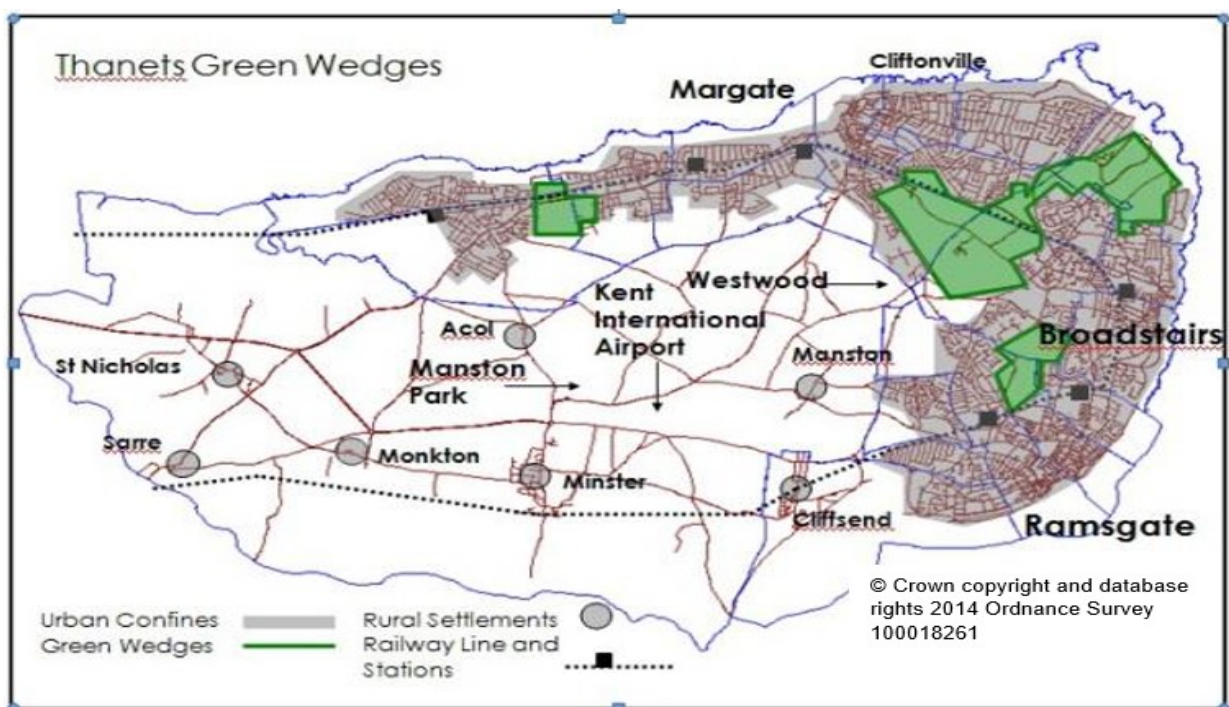 Thanets Green Wedges
Cliftonville
Margate
Westwood
Kent
International
Airport
Acol
Manston
Park
Manston
Broadstairs
St Nicholas
Sarre
Monkton
Minster
Cliffsend
Ramsgate
© Crown copyright and database
rights 2014 Ordnance Survey
100018261
Urban Confines
Green Wedges
Rural Settlements
Railway Line and
Stations